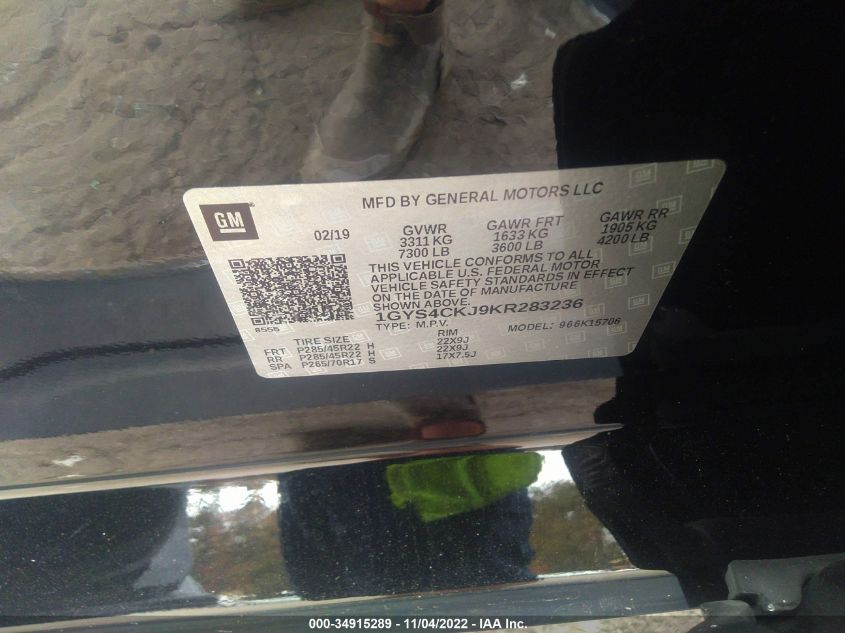 MFD BY GENERAL MOTORS LLC
GM
02/19
GVWR GAWR FRT GAWR RR
3311 KG 1633 KG 1905 KG
7300 LB 3600 LB 4200 LB
THIS VEHICLE CONFORMS TO ALL
APPLICABLE U.S. FEDERAL MOTOR
VEHICLE SAFETY STANDARDS IN EFFECT
ON THE DATE OF MANUFACTURE
SHOWN ABOVE.
8555
1GYS4CKJ9KR283236
TYPE: M.P.V. MODEL: 966K15706
TIRE SIZE RIM
FRT P285/45R22 H 22X9J
RR P285/45R22 H 22X9J
SPA P265/70R17 S 17X7.5J
000-34915289 - 11/04/2022 - IAA Inc.